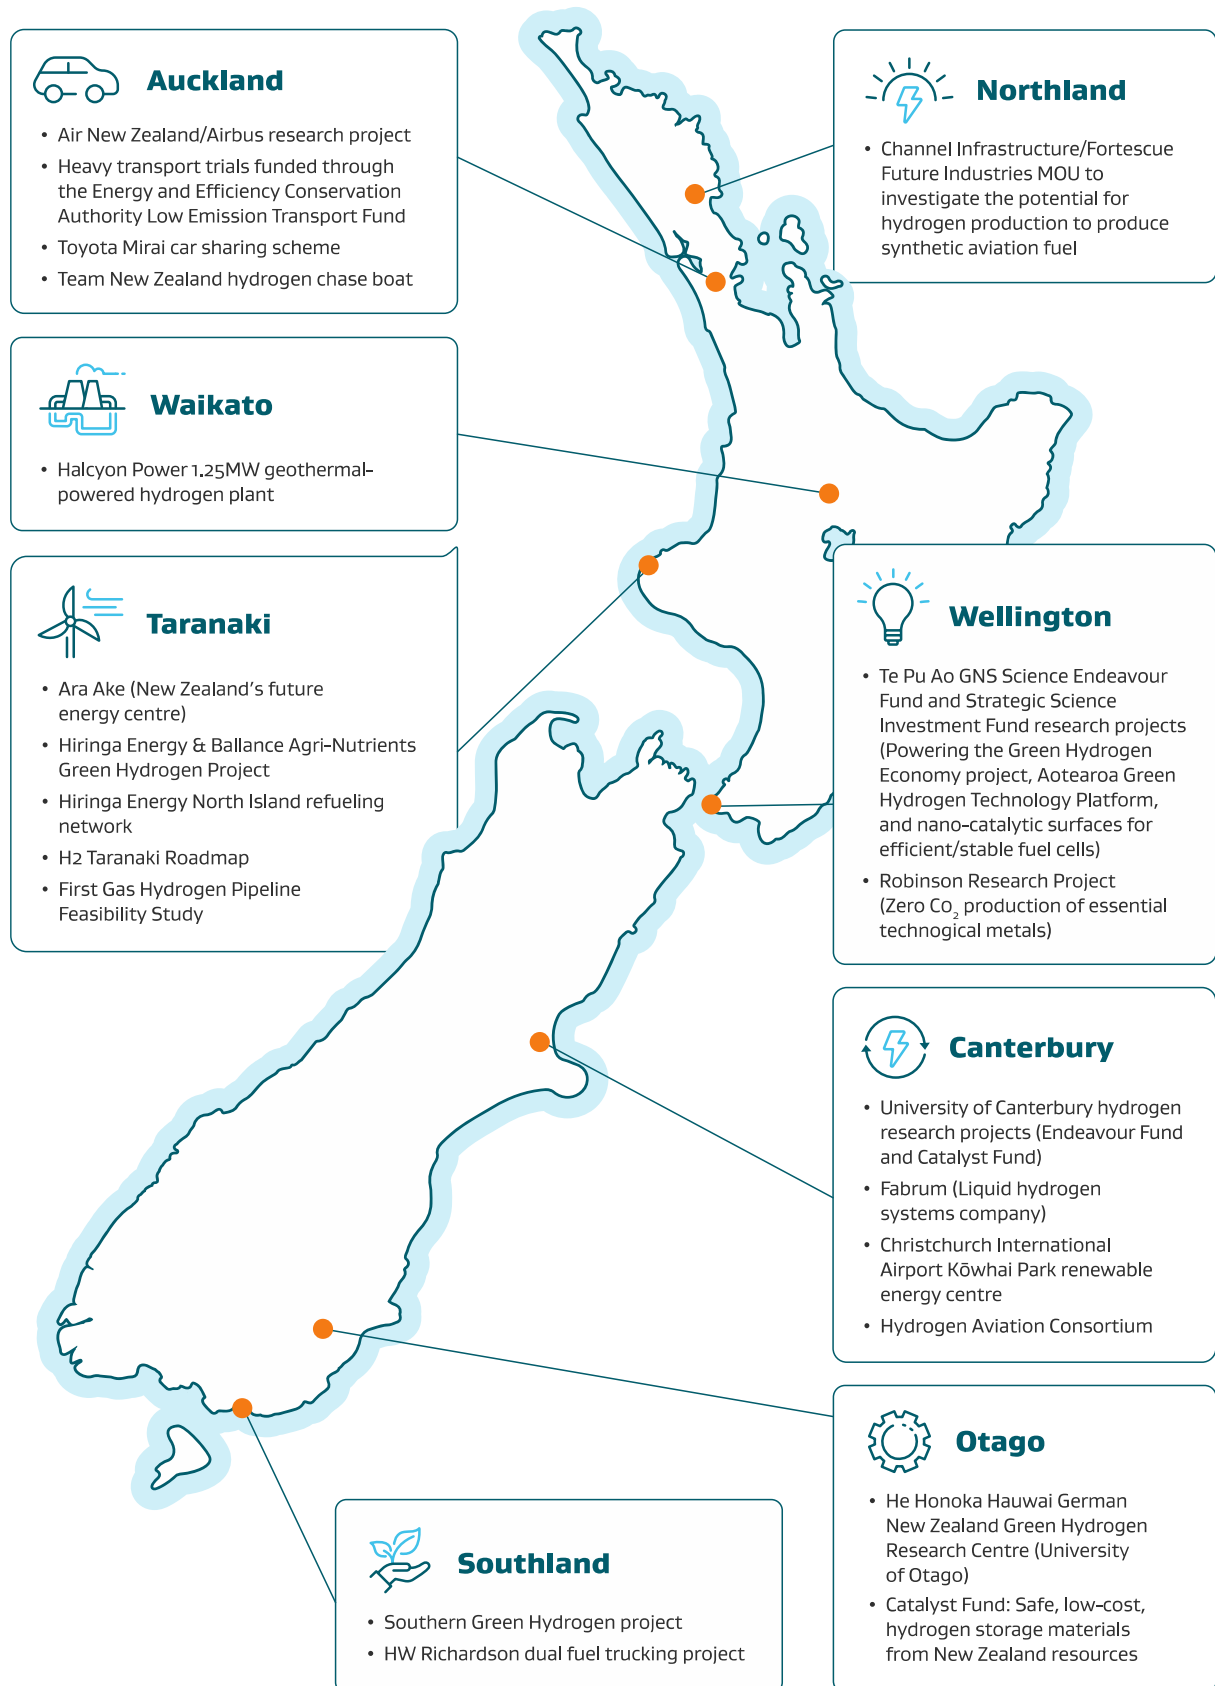 Auckland
• Air New Zealand/Airbus research project
• Heavy transport trials funded through
the Energy and Efficiency Conservation
Authority Low Emission Transport Fund
• Toyota Mirai car sharing scheme
• Team New Zealand hydrogen chase boat
Northland
• Channel Infrastructure/Fortescue
Future Industries MOU to
investigate the potential for
hydrogen production to produce
synthetic aviation fuel
Waikato
• Halcyon Power 1.25MW geothermal-
powered hydrogen plant
Taranaki
• Ara Ake (New Zealand’s future
energy centre)
• Hiringa Energy & Ballance Agri-Nutrients
Green Hydrogen Project
• Hiringa Energy North Island refueling
network
• H2 Taranaki Roadmap
• First Gas Hydrogen Pipeline
Feasibility Study
Wellington
• Te Pu Ao GNS Science Endeavour
Fund and Strategic Science
Investment Fund research projects
(Powering the Green Hydrogen
Economy project, Aotearoa Green
Hydrogen Technology Platform,
and nano-catalytic surfaces for
efficient/stable fuel cells)
• Robinson Research Project
(Zero Co₂ production of essential
technogical metals)
Canterbury
• University of Canterbury hydrogen
research projects (Endeavour Fund
and Catalyst Fund)
• Fabrum (Liquid hydrogen
systems company)
• Christchurch International
Airport Kōwhai Park renewable
energy centre
• Hydrogen Aviation Consortium
Otago
• He Honoka Hauwai German
New Zealand Green Hydrogen
Research Centre (University
of Otago)
• Catalyst Fund: Safe, low-cost,
hydrogen storage materials
from New Zealand resources
Southland
• Southern Green Hydrogen project
• HW Richardson dual fuel trucking project